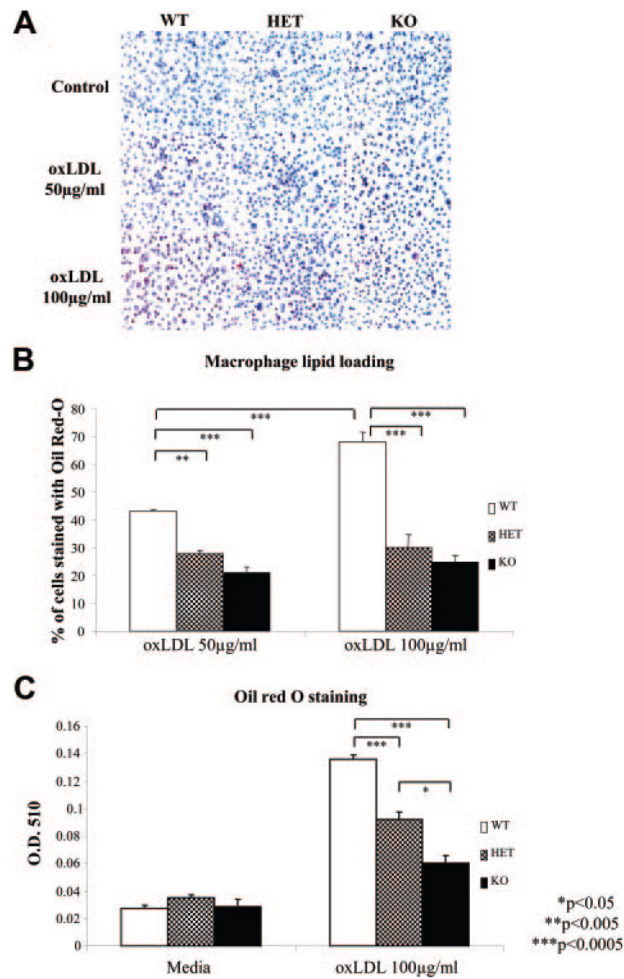 A
WT HET KO
Control
oxLDL
50µg/ml
oxLDL
100µg/ml
B
Macrophage lipid loading
% of cells stained with Oil Red-O
80
70
60
50
40
30
20
10
0
***
***
**
***
***
WT
HET
KO
oxLDL 50µg/ml oxLDL 100µg/ml
C
Oil red O staining
O.D. 510
0.16
0.14
0.12
0.1
0.08
0.06
0.04
0.02
0
***
***
*
WT
HET
KO
Media oxLDL 100µg/ml
*p<0.05
**p<0.005
***p<0.0005